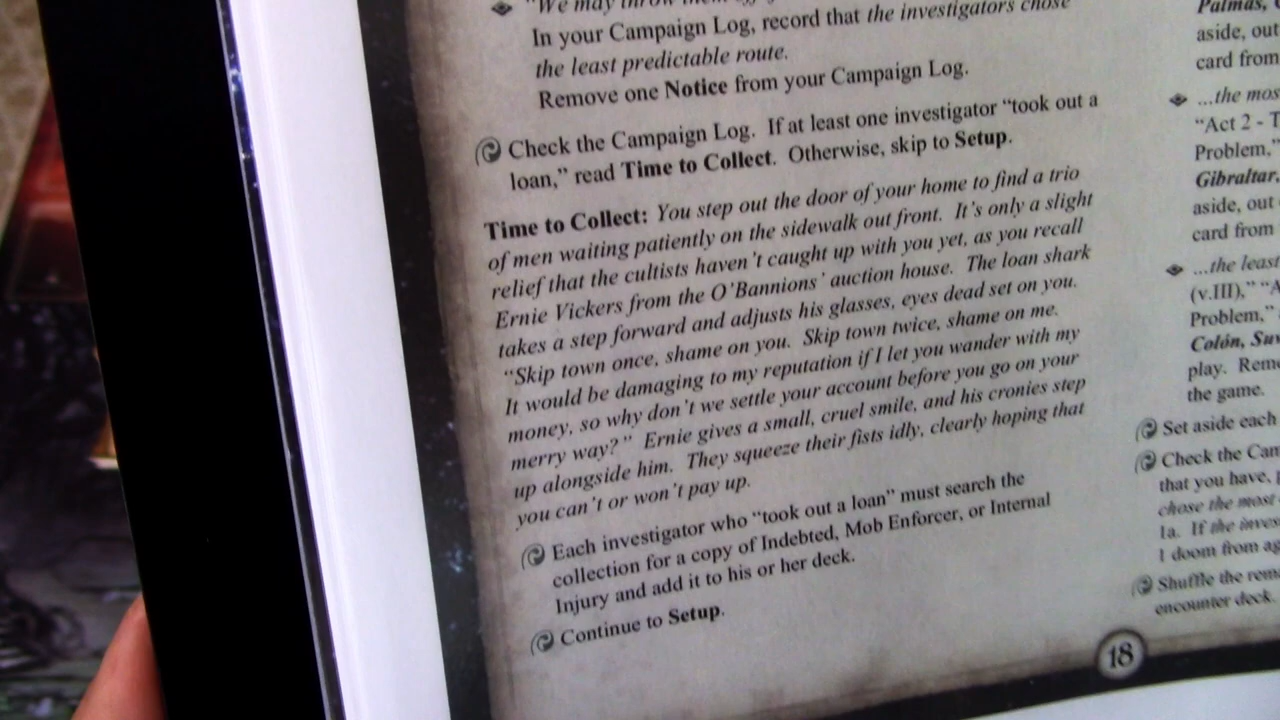 "We may throw them
In your Campaign Log, record that the investigators chose
the least predictable route.
Remove one Notice from your Campaign Log.
Check the Campaign Log. If at least one investigator "took out a
loan," read Time to Collect. Otherwise, skip to Setup.
Time to Collect: You step out the door of your home to find a trio
of men waiting patiently on the sidewalk out front. It's only a slight
relief that the cultists haven't caught up with you yet, as you recall
Ernie Vickers from the O'Bannions' auction house. The loan shark
takes a step forward and adjusts his glasses, eyes dead set on you.
"Skip town once, shame on you. Skip town twice, shame on me.
It would be damaging to my reputation if I let you wander with my
money, so why don't we settle your account before you go on your
merry way?" Ernie gives a small, cruel smile, and his cronies step
up alongside him. They squeeze their fists idly, clearly hoping that
you can't or won't pay up.
Each investigator who "took out a loan" must search the
collection for a copy of Indebted, Mob Enforcer, or Internal
Injury and add it to his or her deck.
Continue to Setup.
18
Palmas,
aside, out
card from
...the mos
"Act 2 - T
Problem,"
Gibraltar,
aside, out
card from
...the least
(v.III)," "A
Problem,"
Colón, Suv
play. Rem
the game.
Set aside each
Check the Cam
that you have,
chose the most
1a. If the inves
1 doom from ag
Shuffle the rema
encounter deck.